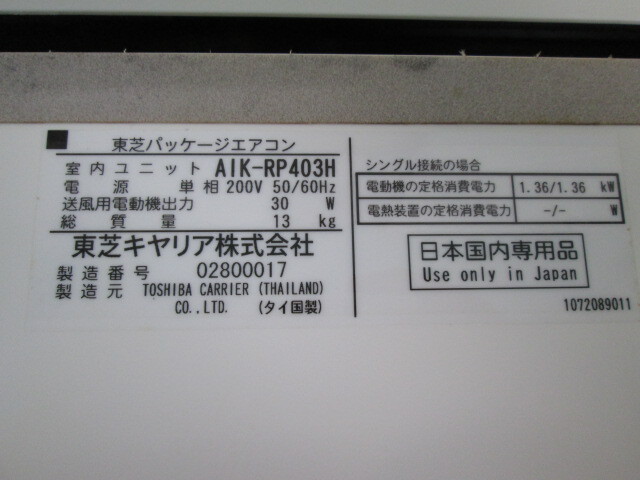 東芝パッケージエアコン
室内ユニット AIK-RP403H
電源 単相 200V 50/60Hz
送風用電動機出力 30 W
総質量 13 kg
東芝キヤリア株式会社
製造番号 02800017
製造元 TOSHIBA CARRIER (THAILAND)
CO.,LTD. (タイ国製)
シングル接続の場合
電動機の定格消費電力 1.36/1.36 kW
電熱装置の定格消費電力 -/- W
日本国内専用品
Use only in Japan
1072089011